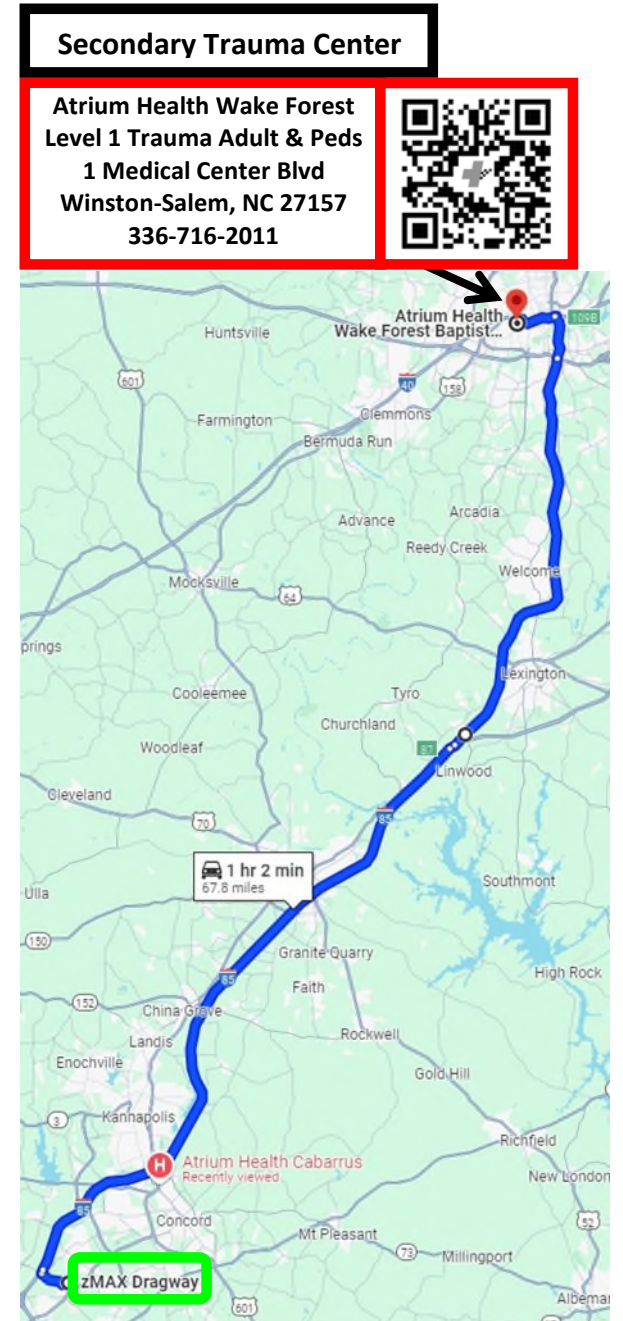 Secondary Trauma Center
Atrium Health Wake Forest
Level 1 Trauma Adult & Peds
1 Medical Center Blvd
Winston-Salem, NC 27157
336-716-2011
Atrium Health
Wake Forest Baptist...
109B
Huntsville
601
40
158
Clemmons
Farmington
Bermuda Run
Advance
Arcadia
Reedy Creek
Welcome
Mocksville
64
prings
Lexington
Cooleemee
Tyro
Churchland
Woodleaf
87
Linwood
Cleveland
85
70
1 hr 2 min
67.8 miles
Ulla
Southmont
150
Granite Quarry
High Rock
85
Faith
152
China Grove
Rockwell
Landis
Enochville
Gold Hill
3
Kannapolis
Richfield
H
Atrium Health Cabarrus
Recently viewed
New London
85
Concord
52
Mt Pleasant
73
Millingport
zMAX Dragway
601
Albemar